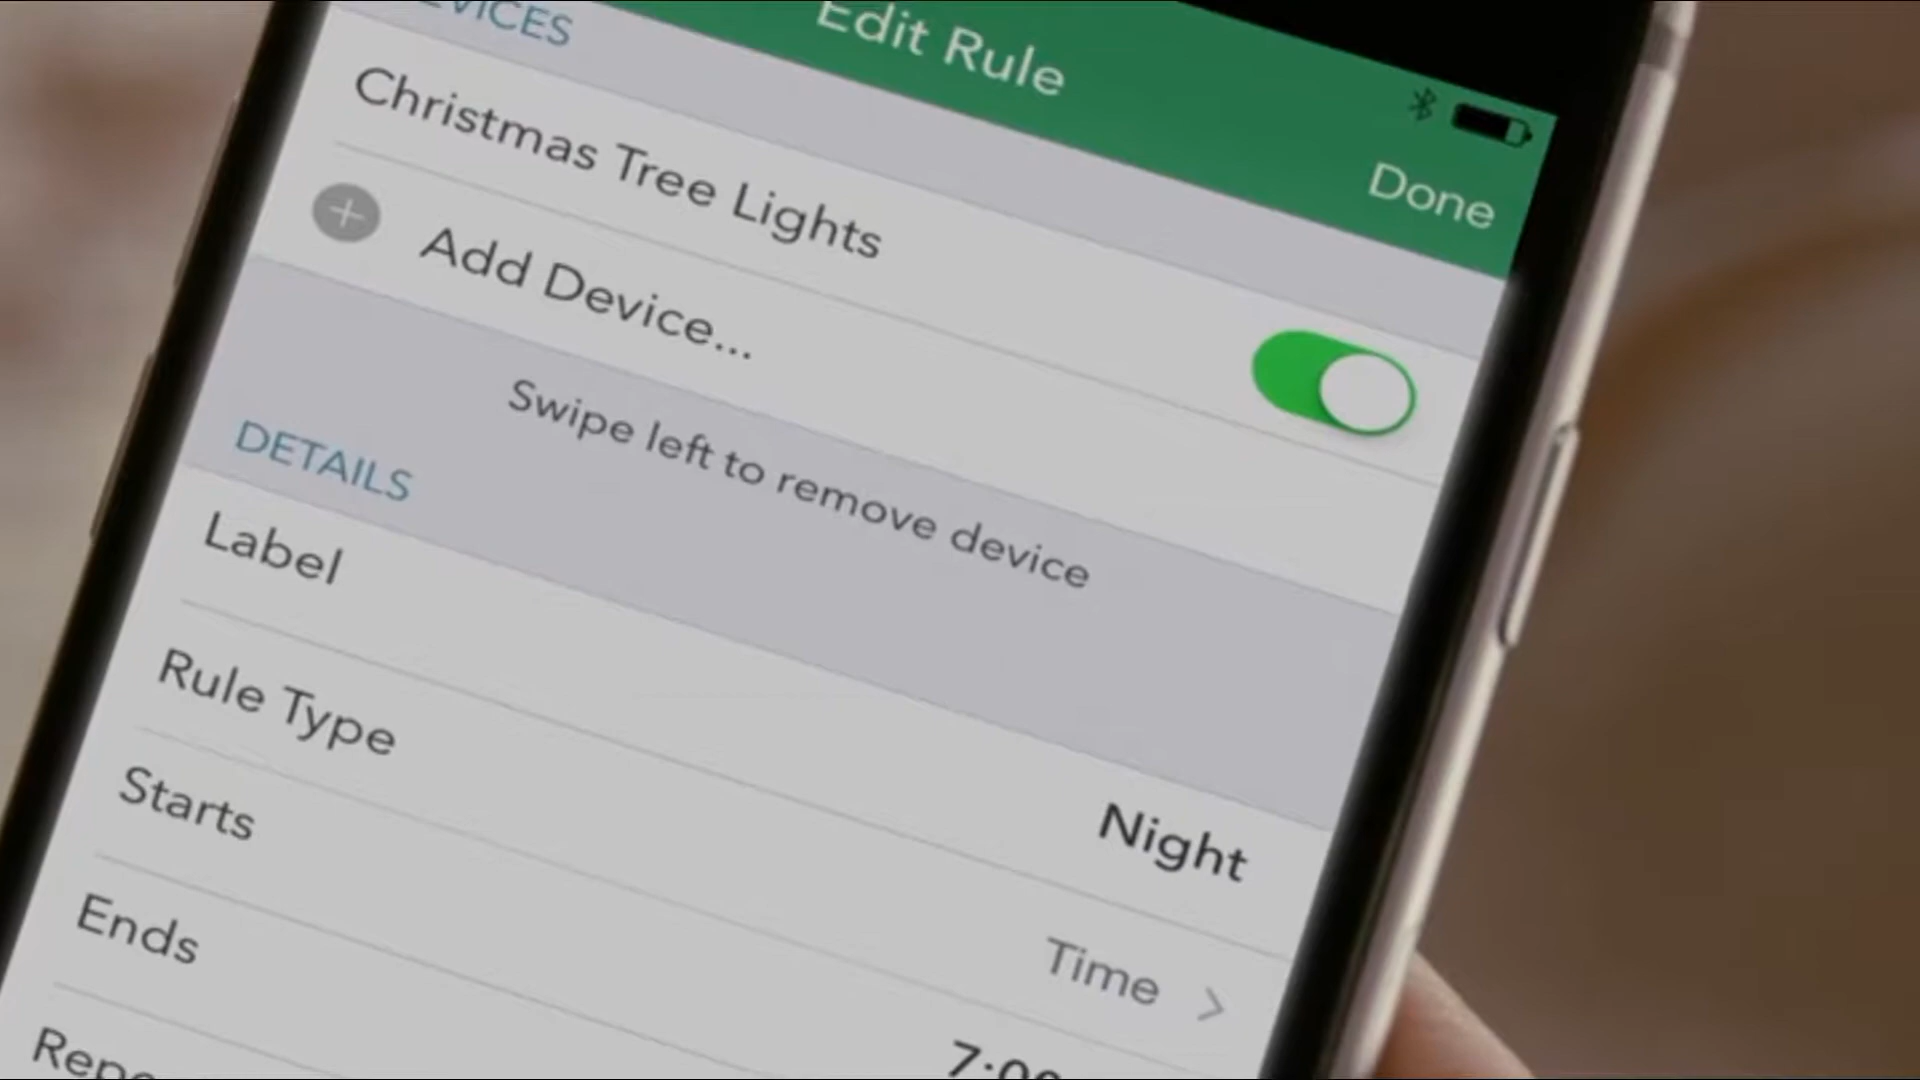 Edit Rule
Done
Christmas Tree Lights
Add Device...
Swipe left to remove device
DETAILS
Label Night
Rule Type Time
Starts
Ends